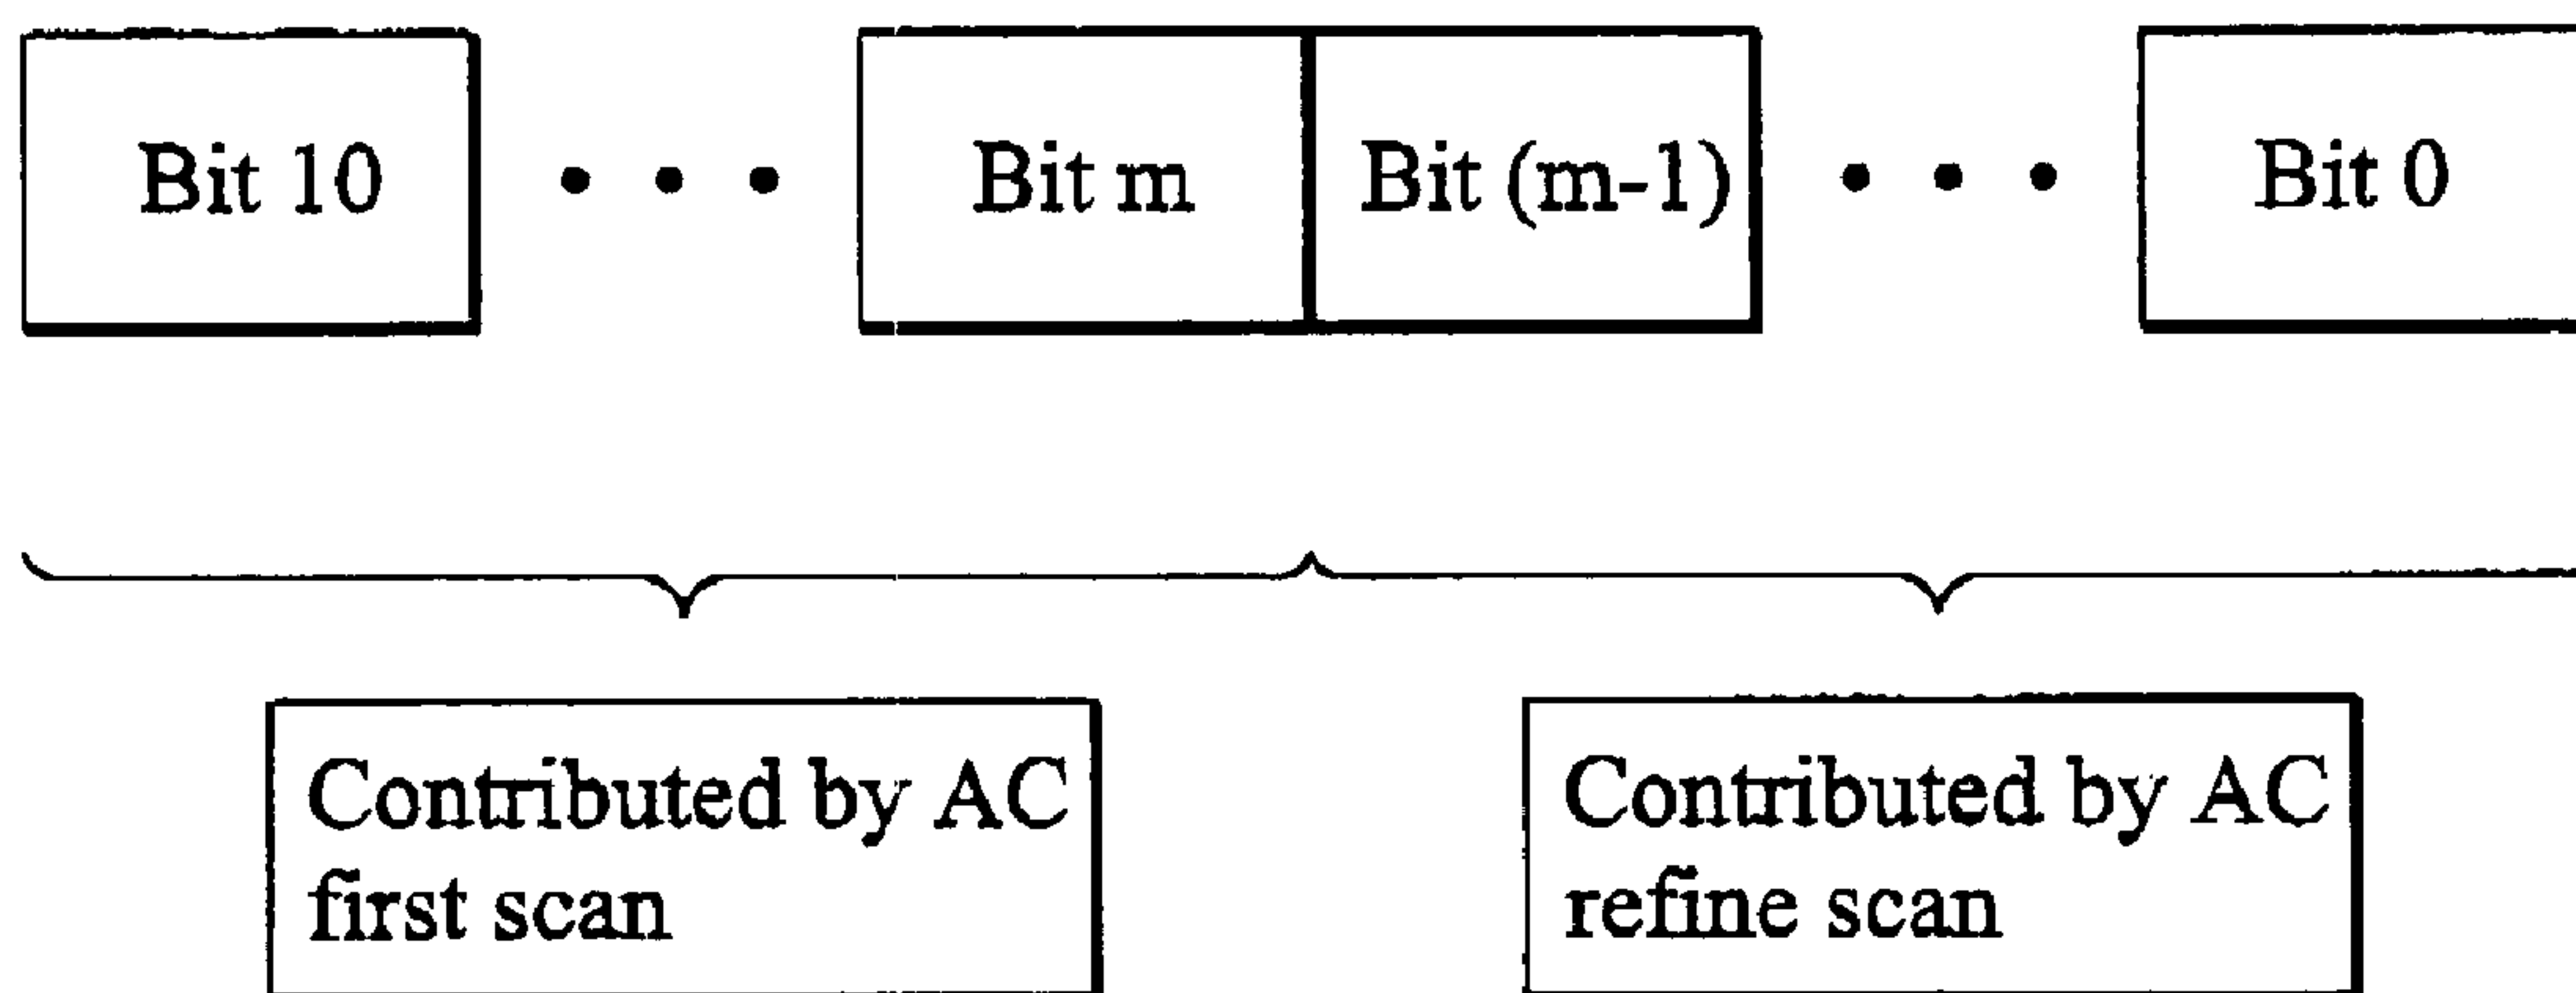 Bit 10 • • • Bit m Bit (m-1) • • • Bit 0
Contributed by AC
first scan
Contributed by AC
refine scan